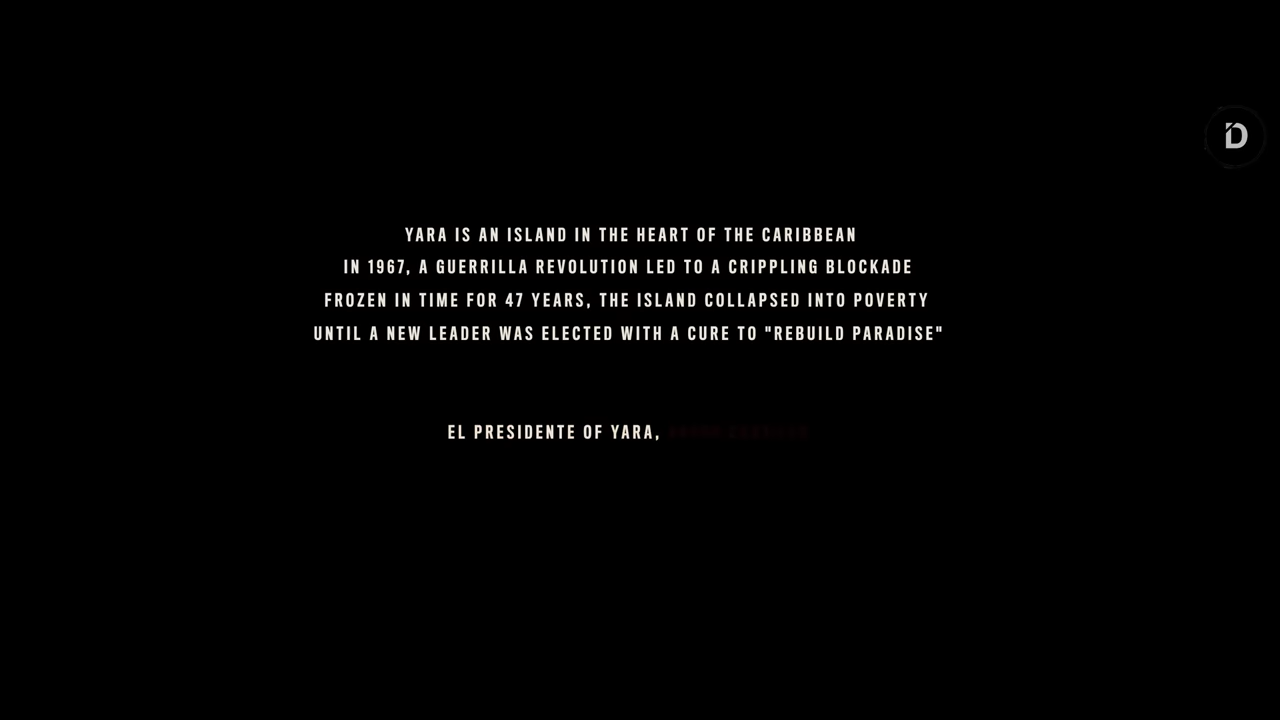 YARA IS AN ISLAND IN THE HEART OF THE CARIBBEAN
IN 1967, A GUERRILLA REVOLUTION LED TO A CRIPPLING BLOCKADE
FROZEN IN TIME FOR 47 YEARS, THE ISLAND COLLAPSED INTO POVERTY
UNTIL A NEW LEADER WAS ELECTED WITH A CURE TO "REBUILD PARADISE"
EL PRESIDENTE OF YARA,
D